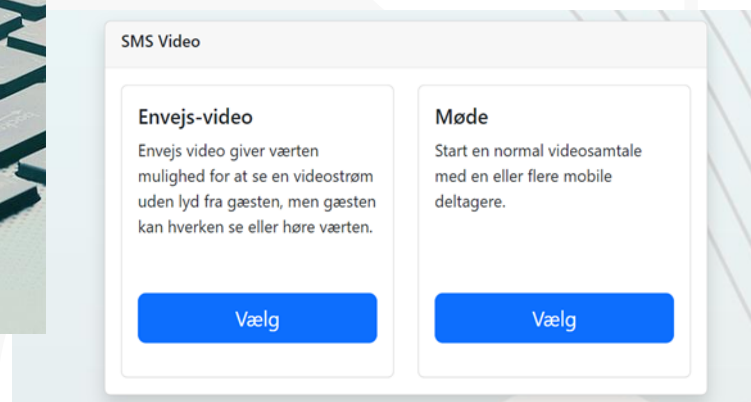 SMS Video
Envejs-video
Envejs video giver værten
mulighed for at se en videostrøm
uden lyd fra gæsten, men gæsten
kan hverken se eller høre værten.
Vælg
Møde
Start en normal videosamtale
med en eller flere mobile
deltagere.
Vælg